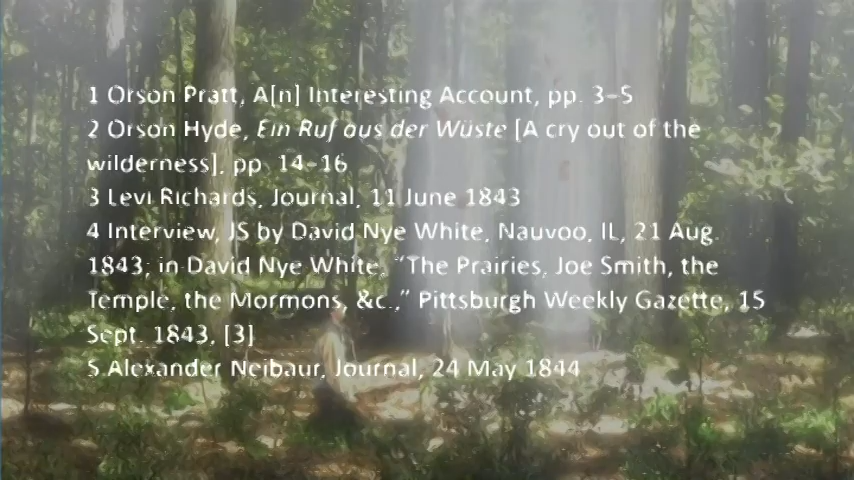 1 Orson Pratt, A[n] Interesting Account, pp. 3-5
2 Orson Hyde, Ein Ruf aus der Wüste [A cry out of the
wilderness], pp. 14-16
3 Levi Richards, Journal, 11 June 1843
4 Interview, JS by David Nye White, Nauvoo, IL, 21 Aug.
1843; in David Nye White, “The Prairies, Joe Smith, the
Temple, the Mormons, &c.,” Pittsburgh Weekly Gazette, 15
Sept. 1843, [3]
5 Alexander Neibaur, Journal, 24 May 1844